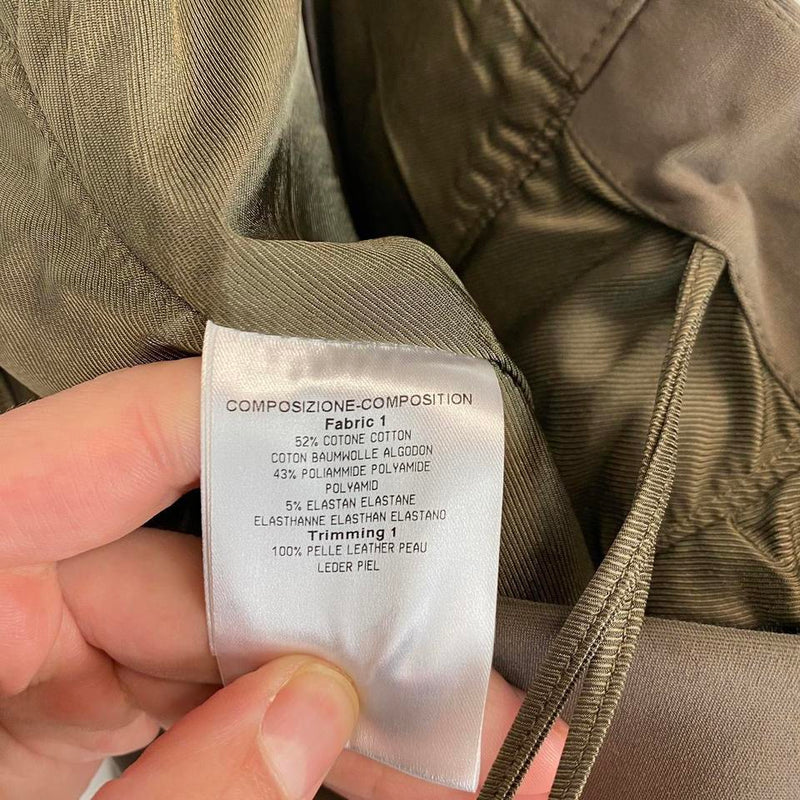 COMPOSIZIONE-COMPOSITION
Fabric 1
52% COTONE COTTON
COTON BAUMWOLLE ALGODON
43% POLIAMMIDE POLYAMIDE
POLYAMID
5% ELASTAN ELASTANE
ELASTHANNE ELASTHAN ELASTANO
Trimming 1
100% PELLE LEATHER PEAU
LEDER PIEL